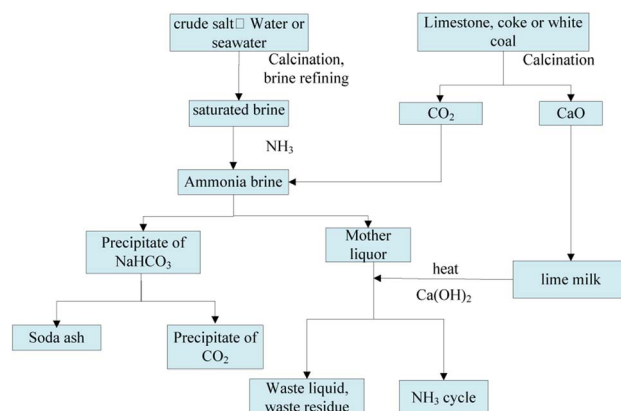 crude salt□ Water or
seawater
Limestone, coke or white
coal
Calcination,
brine refining
Calcination
saturated brine
CO₂
CaO
NH₃
Ammonia brine
Precipitate of
NaHCO₃
Mother
liquor
heat
Ca(OH)₂
lime milk
Soda ash
Precipitate of
CO₂
Waste liquid,
waste residue
NH₃ cycle